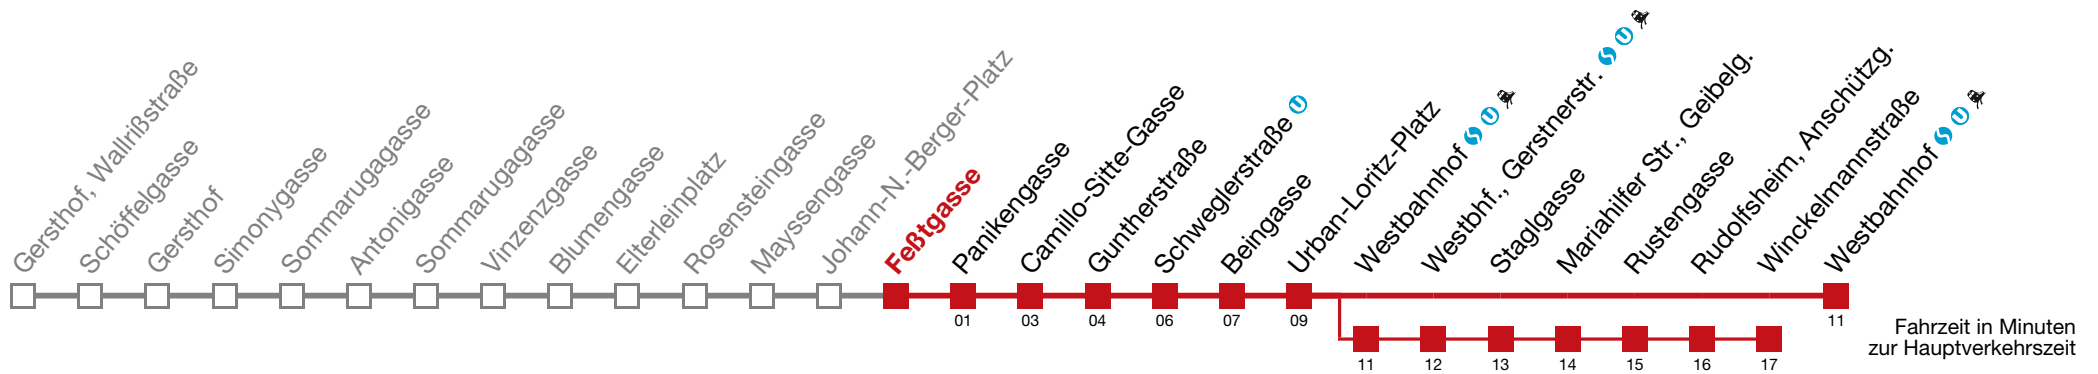 Gersthof, Wallrißstraße
Schöffelgasse
Gersthof
Simonygasse
Sommarugagasse
Antonigasse
Sommarugagasse
Vinzenzgasse
Blumengasse
Elterleinplatz
Rosensteingasse
Mayssengasse
Johann-N.-Berger-Platz
Feßtgasse
Panikengasse
Camillo-Sitte-Gasse
Guntherstraße
Schweglerstraße U
Beingasse
Urban-Loritz-Platz
Westbahnhof S U
Westbhf., Gerstnerstr. S U
Staglgasse
Mariahilfer Str., Geibelg.
Rustengasse
Rudolfsheim, Anschützg.
Winckelmannstraße
Westbahnhof S U
01 03 04 06 07 09 11
11 12 13 14 15 16 17
Fahrzeit in Minuten
zur Hauptverkehrszeit